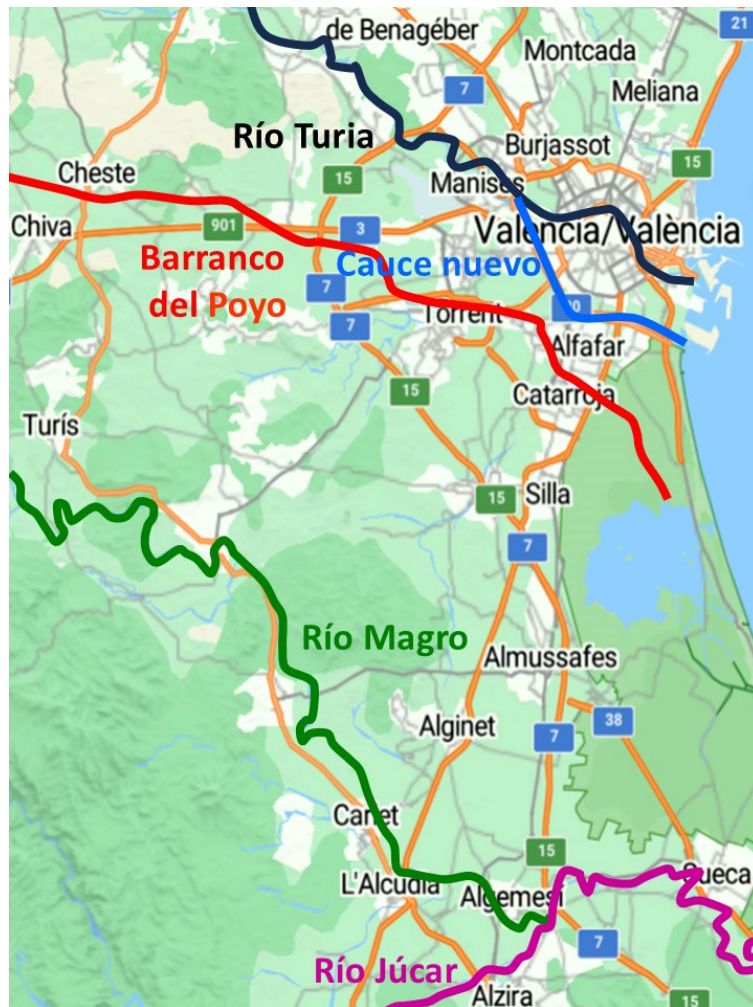 de Benagéber
21
Montcada
7
Meliana
Río Turia
Burjassot
15
Cheste
15
Manises
Chiva
901
3
Valencia/València
Barranco
del Poyo
Cauce nuevo
7
7
Torrent
Alfafar
15
Catarroja
Turís
15
Silla
7
Río Magro
Almussafes
Alginet
38
7
Carlet
15
L'Alcúdia
Algemesí
Sueca
7
Río Júcar
Alzira
15